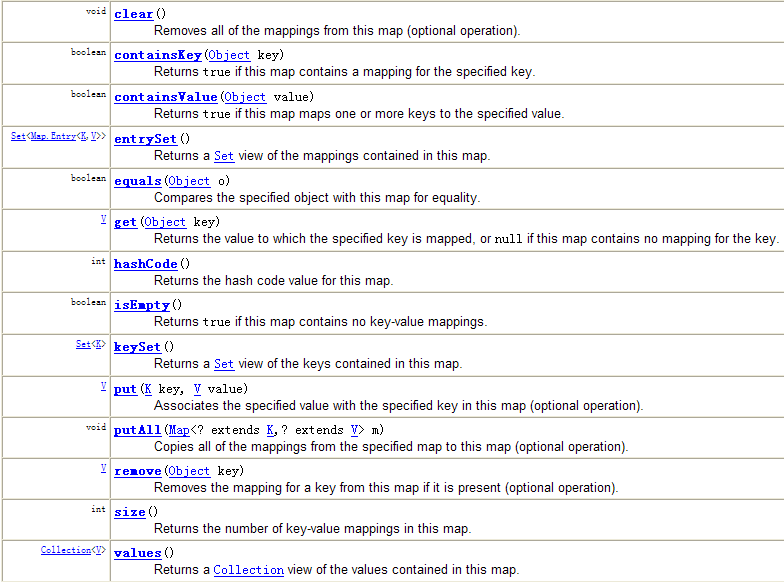 void clear()
Removes all of the mappings from this map (optional operation).
boolean containsKey(Object key)
Returns true if this map contains a mapping for the specified key.
boolean containsValue(Object value)
Returns true if this map maps one or more keys to the specified value.
Set<Map.Entry<K,V>> entrySet()
Returns a Set view of the mappings contained in this map.
boolean equals(Object o)
Compares the specified object with this map for equality.
V get(Object key)
Returns the value to which the specified key is mapped, or null if this map contains no mapping for the key.
int hashCode()
Returns the hash code value for this map.
boolean isEmpty()
Returns true if this map contains no key-value mappings.
Set<K> keySet()
Returns a Set view of the keys contained in this map.
V put(K key, V value)
Associates the specified value with the specified key in this map (optional operation).
void putAll(Map<? extends K,? extends V> m)
Copies all of the mappings from the specified map to this map (optional operation).
V remove(Object key)
Removes the mapping for a key from this map if it is present (optional operation).
int size()
Returns the number of key-value mappings in this map.
Collection<V> values()
Returns a Collection view of the values contained in this map.